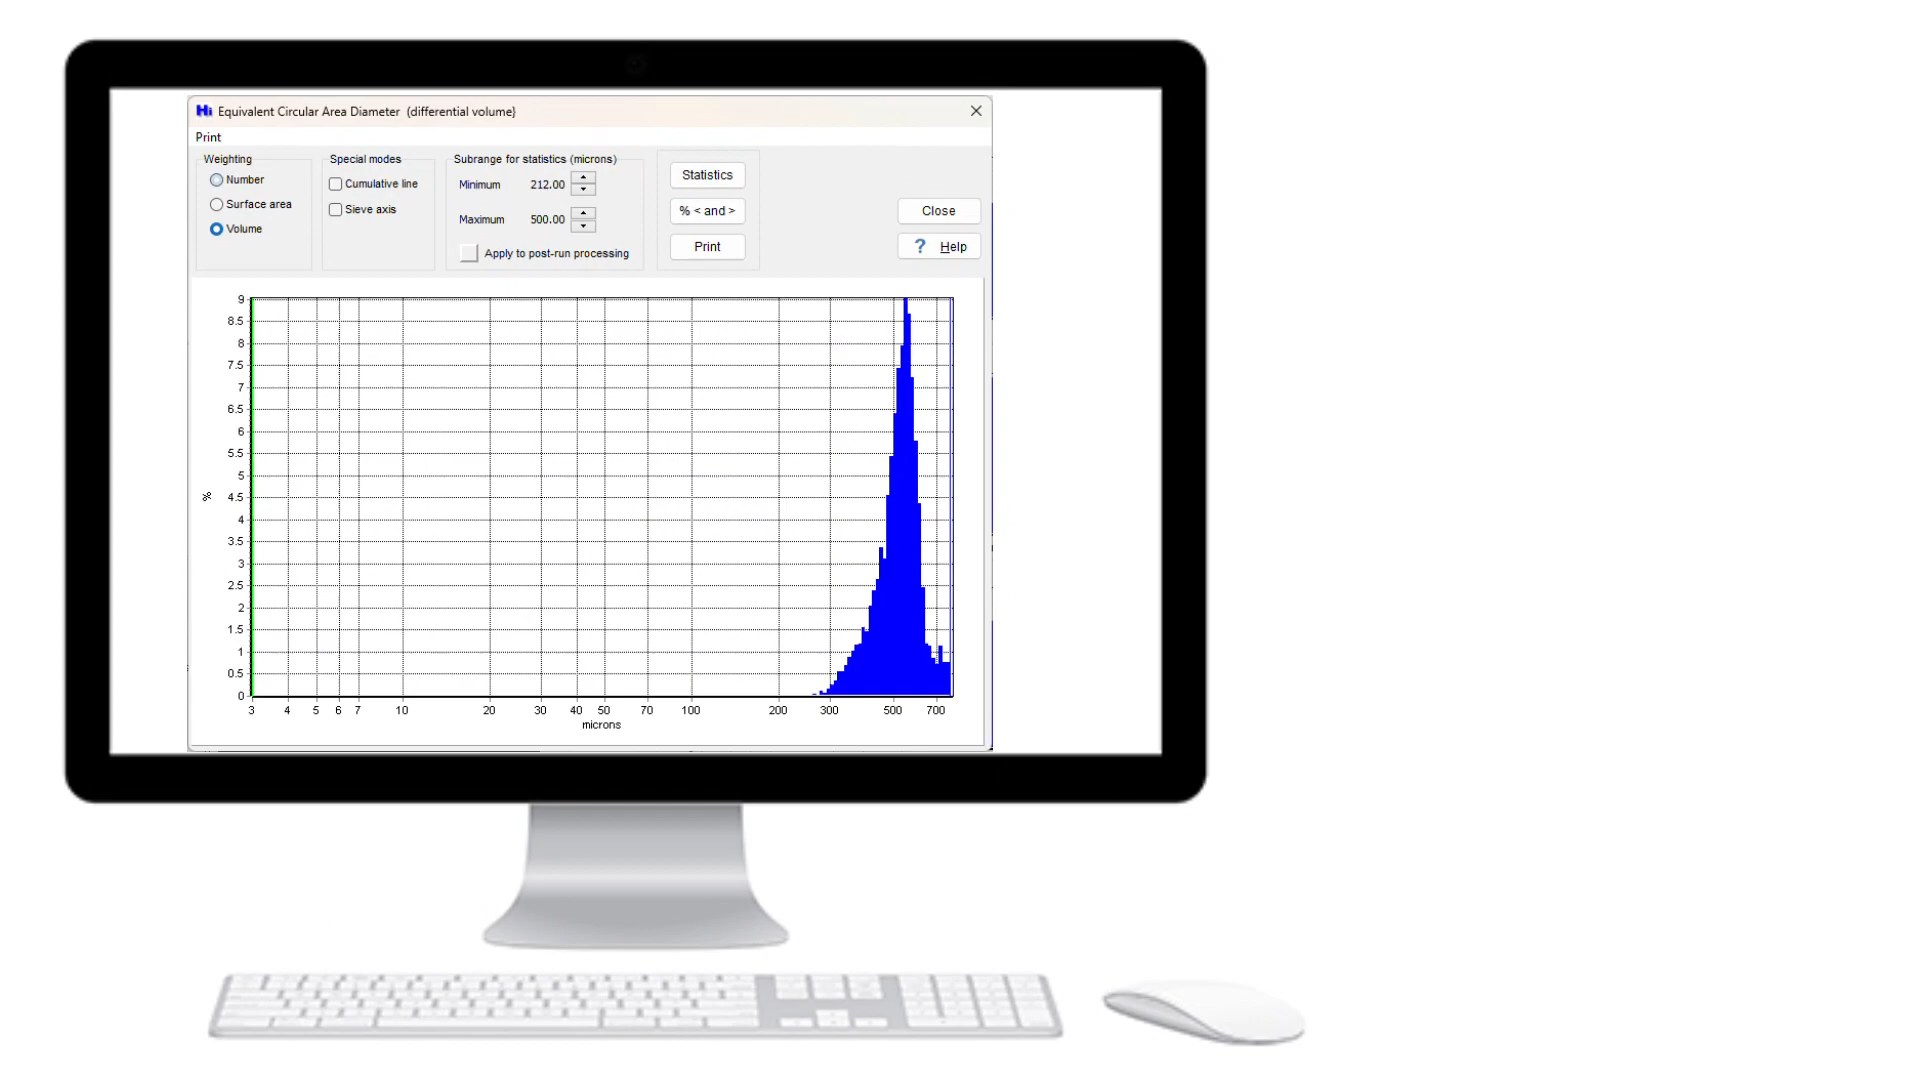 Hi Equivalent Circular Area Diameter (differential volume}
Print
Weighting
Number
Surface area
Volume
Special modes
Cumulative line
Sieve axis
Subrange for statistics (microns)
Minimum 212.00
Maximum 500.00
Apply to post-run processing
Statistics
% < and >
Print
Close
? Help
9
8.5
8
7.5
7
6.5
6
5.5
5
4.5
4
3.5
3
2.5
2
1.5
1
0.5
0
%
3 4 5 6 7 10 20 30 40 50 70 100 200 300 500 700
microns